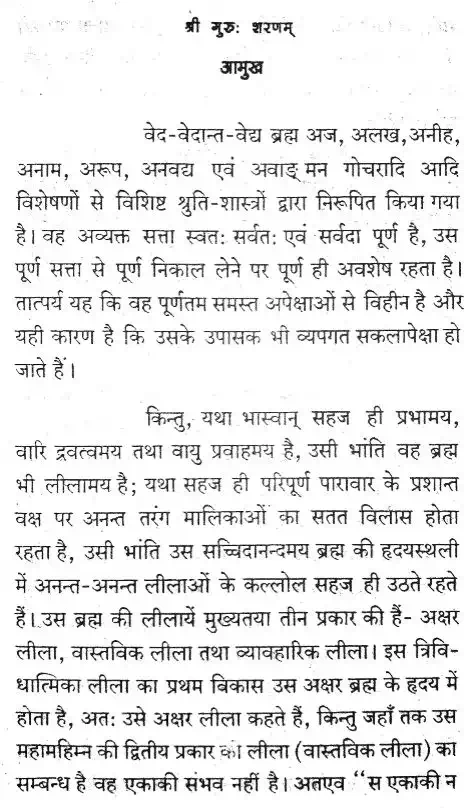 श्री गुरुः शरणम्
आमुख
वेद-वेदान्त-वेद्य ब्रह्म अज, अलख,अनीह,
अनाम, अरूप, अनवद्य एवं अवाङ् मन गोचरादि आदि
विशेषणों से विशिष्ट श्रुति-शास्त्रों द्वारा निरूपित किया गया
है। वह अव्यक्त सत्ता स्वतः सर्वतः एवं सर्वदा पूर्ण है, उस
पूर्ण सत्ता से पूर्ण निकाल लेने पर पूर्ण ही अवशेष रहता है।
तात्पर्य यह कि वह पूर्णतम समस्त अपेक्षाओं से विहीन है और
यही कारण है कि उसके उपासक भी व्यपगत सकलापेक्षा हो
जाते हैं।
किन्तु, यथा भास्वान् सहज ही प्रभामय,
वारि द्रवत्वमय तथा वायु प्रवाहमय है, उसी भांति वह ब्रह्म
भी लीलामय है; यथा सहज ही परिपूर्ण पारावार के प्रशान्त
वक्ष पर अनन्त तरंग मालिकाओं का सतत विलास होता
रहता है, उसी भांति उस सच्चिदानन्दमय ब्रह्म की हृदयस्थली
में अनन्त-अनन्त लीलाओं के कल्लोल सहज ही उठते रहते
हैं। उस ब्रह्म की लीलायें मुख्यतया तीन प्रकार की हैं- अक्षर
लीला, वास्तविक लीला तथा व्यावहारिक लीला। इस त्रिवि-
धात्मिका लीला का प्रथम विकास उस अक्षर ब्रह्म के हृदय में
होता है, अतः उसे अक्षर लीला कहते हैं, किन्तु जहाँ तक उस
महामहिम्न की द्वितीय प्रकार का लीला (वास्तविक लीला) का
सम्बन्ध है वह एकाकी संभव नहीं है। अतएव “स एकाकी न